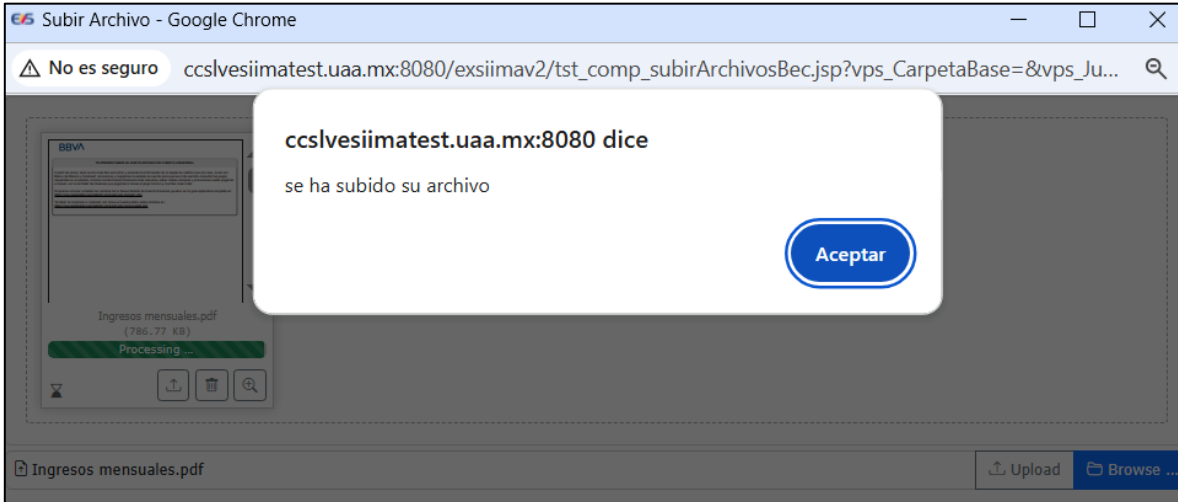 Subir Archivo - Google Chrome
No es seguro ccslvesiimatest.uaa.mx:8080/exsiimav2/tst_comp_subirArchivosBec.jsp?vps_CarpetaBase=&vps_Ju...
ccslvesiimatest.uaa.mx:8080 dice
se ha subido su archivo
Aceptar
BBVA
Ingresos mensuales.pdf
(786.77 KB)
Processing ...
Ingresos mensuales.pdf
Upload
Browse ...